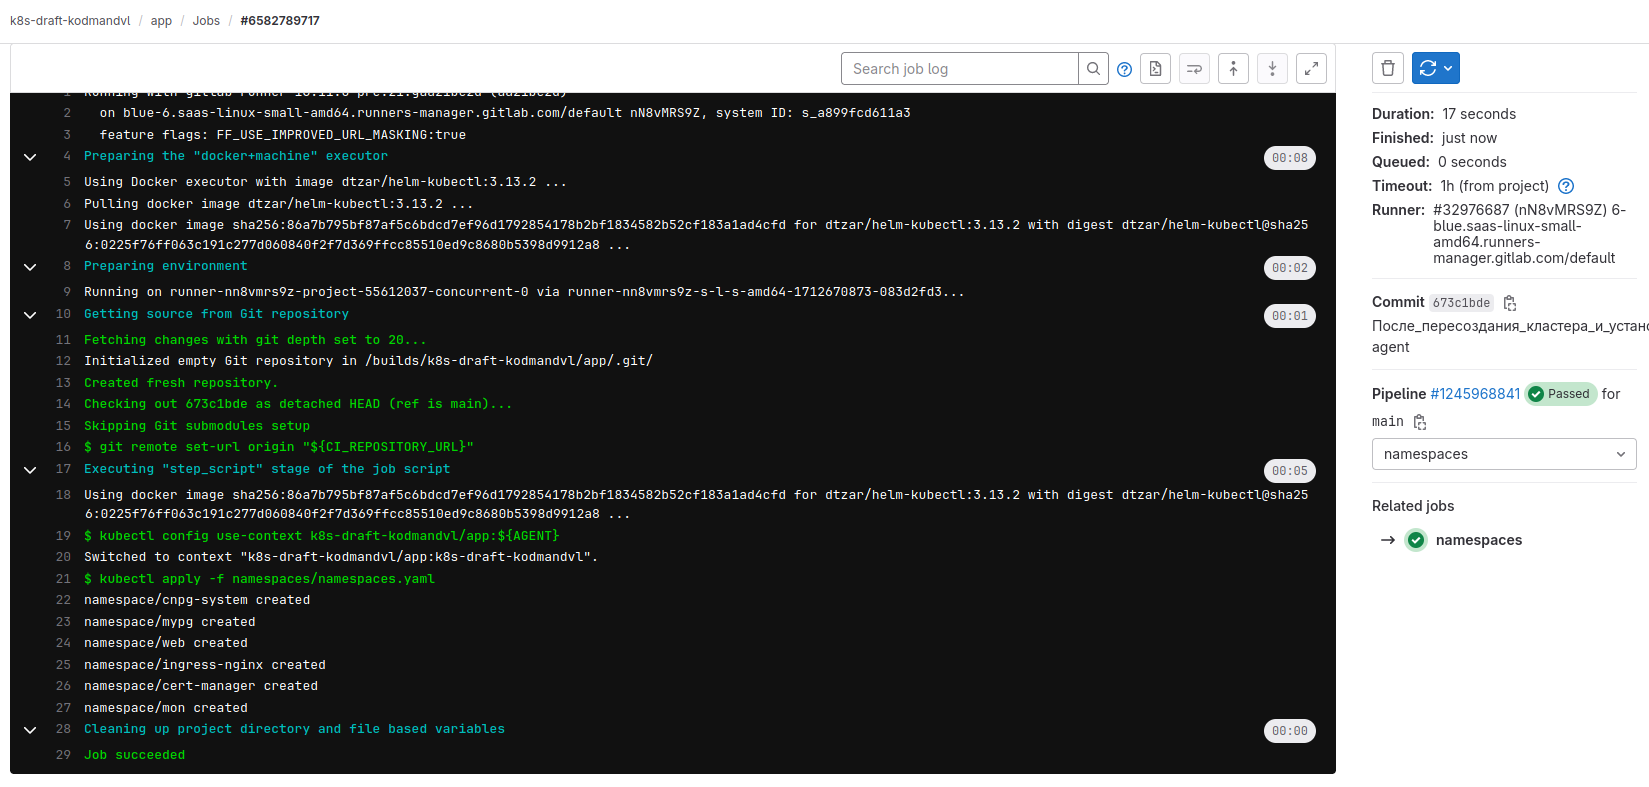 k8s-draft-kodmandvl / app / Jobs / #6582789717
Search job log
2 on blue-6.saas-linux-small-amd64.runners-manager.gitlab.com/default nN8vMRS9Z, system ID: s_a899fcd611a3
3 feature flags: FF_USE_IMPROVED_URL_MASKING:true
4 Preparing the "docker+machine" executor 00:08
5 Using Docker executor with image dtzar/helm-kubectl:3.13.2 ...
6 Pulling docker image dtzar/helm-kubectl:3.13.2 ...
7 Using docker image sha256:86a7b795bf87af5c6bdcd7ef96d1792854178b2bf1834582b52cf183a1ad4cfd for dtzar/helm-kubectl:3.13.2 with digest dtzar/helm-kubectl@sha25
6:0225f76ff063c191c277d060840f2f7d369ffcc85510ed9c8680b5398d9912a8 ...
8 Preparing environment 00:02
9 Running on runner-nn8vmrs9z-project-55612037-concurrent-0 via runner-nn8vmrs9z-s-l-s-amd64-1712670873-083d2fd3...
10 Getting source from Git repository 00:01
11 Fetching changes with git depth set to 20...
12 Initialized empty Git repository in /builds/k8s-draft-kodmandvl/app/.git/
13 Created fresh repository.
14 Checking out 673c1bde as detached HEAD (ref is main)...
15 Skipping Git submodules setup
16 $ git remote set-url origin "${CI_REPOSITORY_URL}"
17 Executing "step_script" stage of the job script 00:05
18 Using docker image sha256:86a7b795bf87af5c6bdcd7ef96d1792854178b2bf1834582b52cf183a1ad4cfd for dtzar/helm-kubectl:3.13.2 with digest dtzar/helm-kubectl@sha25
6:0225f76ff063c191c277d060840f2f7d369ffcc85510ed9c8680b5398d9912a8 ...
19 $ kubectl config use-context k8s-draft-kodmandvl/app:${AGENT}
20 Switched to context "k8s-draft-kodmandvl/app:k8s-draft-kodmandvl".
21 $ kubectl apply -f namespaces/namespaces.yaml
22 namespace/cnpg-system created
23 namespace/mypg created
24 namespace/web created
25 namespace/ingress-nginx created
26 namespace/cert-manager created
27 namespace/mon created
28 Cleaning up project directory and file based variables 00:00
29 Job succeeded
Duration: 17 seconds
Finished: just now
Queued: 0 seconds
Timeout: 1h (from project)
Runner: #32976687 (nN8vMRS9Z) 6-
blue.saas-linux-small-
amd64.runners-
manager.gitlab.com/default
Commit 673c1bde
После_пересоздания_кластера_и_устано
agent
Pipeline #1245968841 Passed for
main
namespaces
Related jobs
→ namespaces